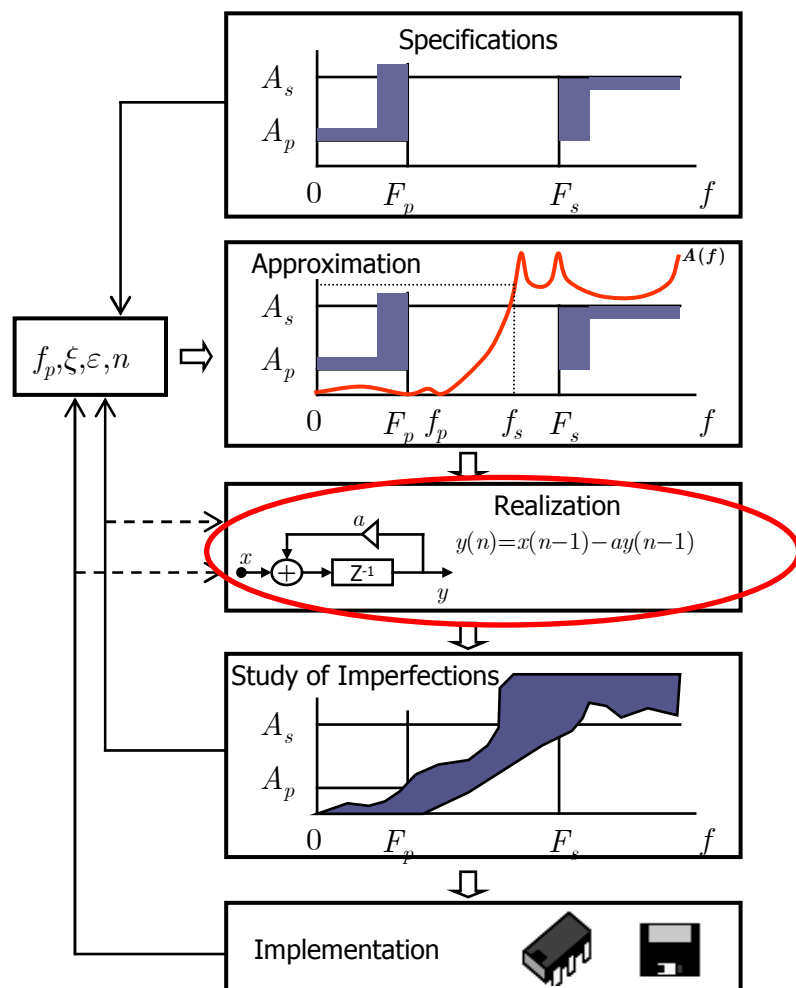 Specifications
A_s
A_p
0 F_p F_s f
Approximation
A(f)
A_s
A_p
0 F_p f_p f_s F_s f
f_p,ξ,ε,n
Realization
a
y(n)=x(n−1)−ay(n−1)
x
+
Z^-1
y
Study of Imperfections
A_s
A_p
0 F_p F_s f
Implementation